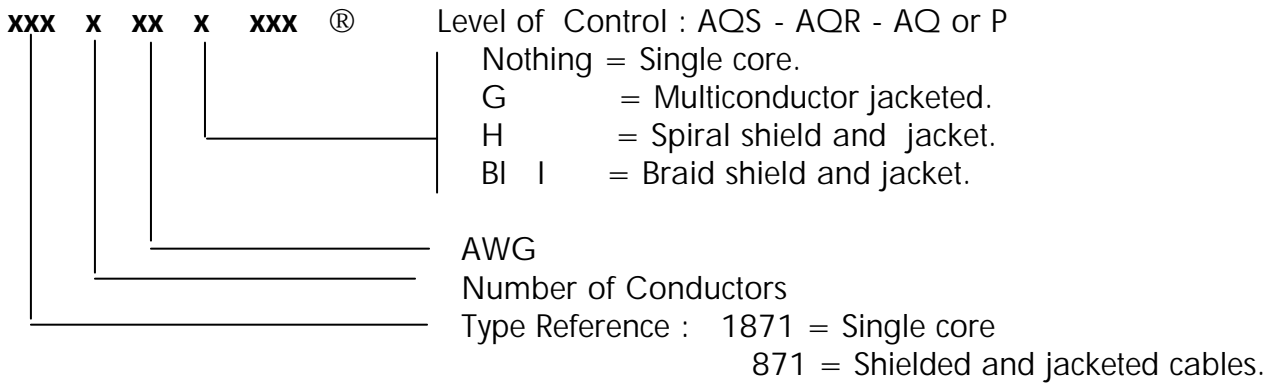 xxx x xx x xxx ® Level of Control : AQS - AQR - AQ or P
Nothing = Single core.
G = Multiconductor jacketed.
H = Spiral shield and jacket.
Bl I = Braid shield and jacket.
AWG
Number of Conductors
Type Reference : 1871 = Single core
871 = Shielded and jacketed cables.